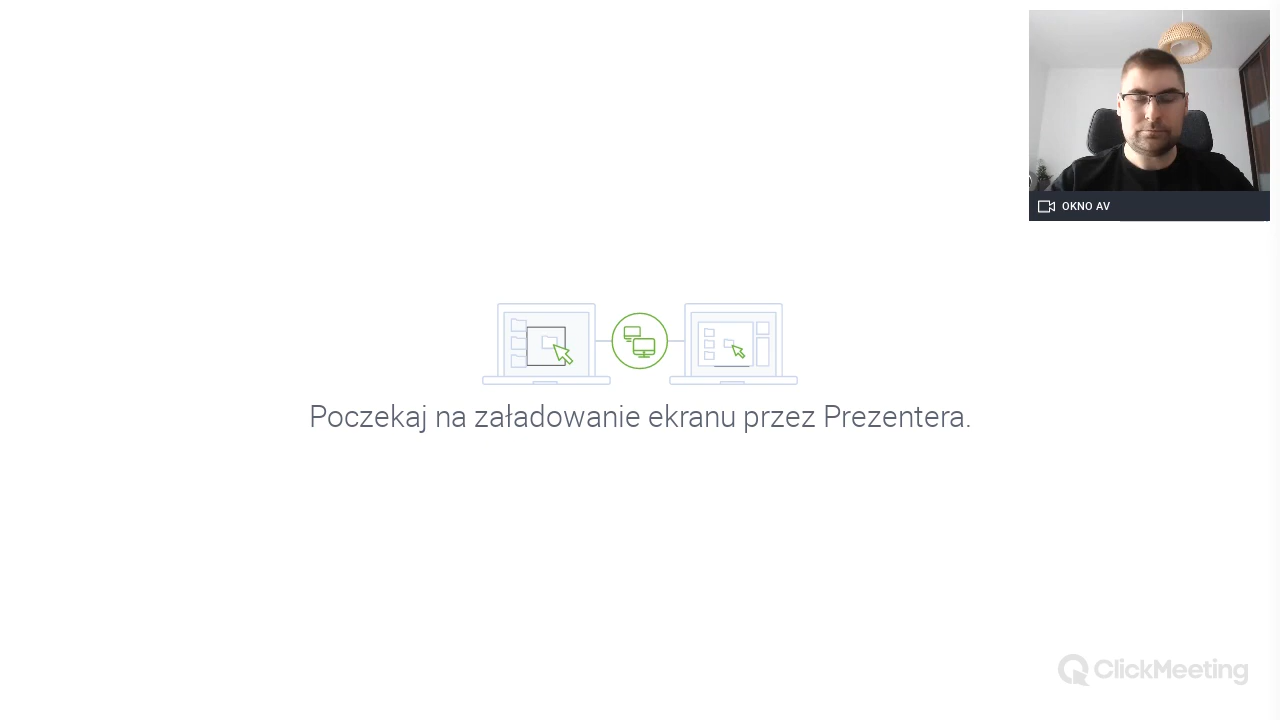 OKNO AV
Poczekaj na załadowanie ekranu przez Prezentera.
ClickMeeting